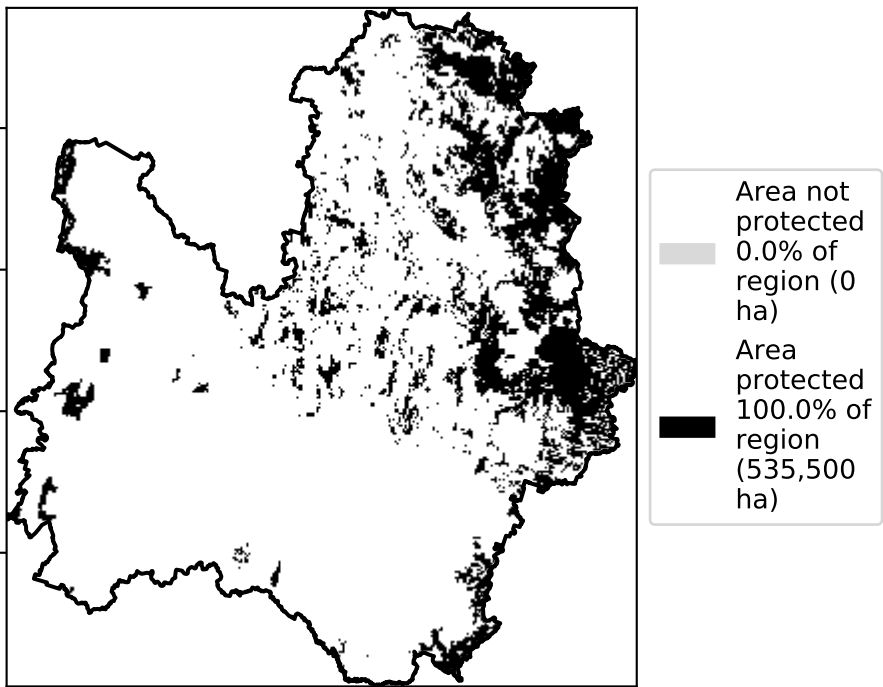 Area not
protected
0.0% of
region (0
ha)
Area
protected
100.0% of
region
(535,500
ha)